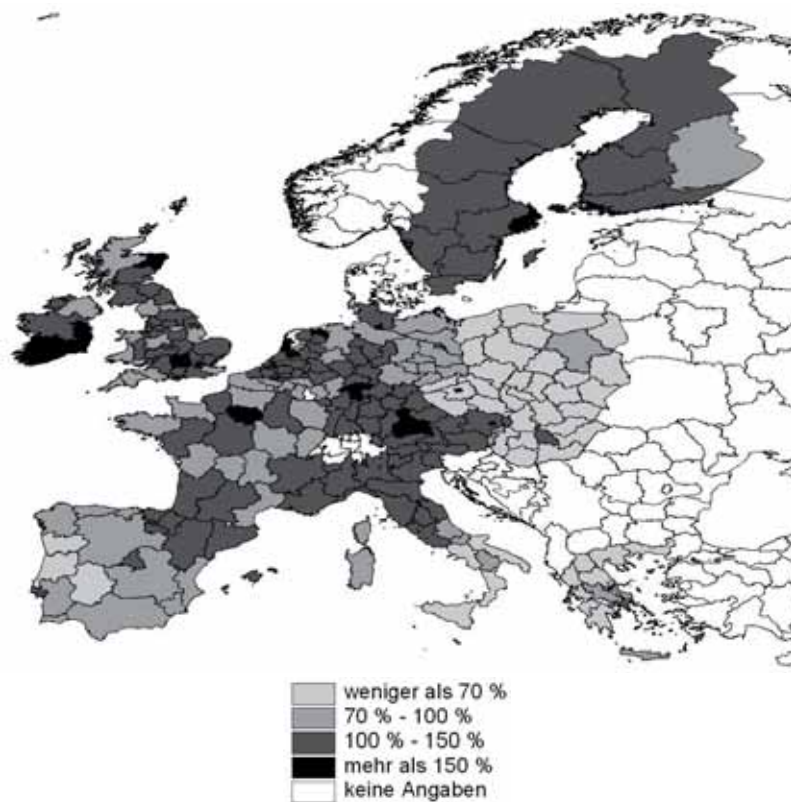 weniger als 70 %
70 % - 100 %
100 % - 150 %
mehr als 150 %
keine Angaben